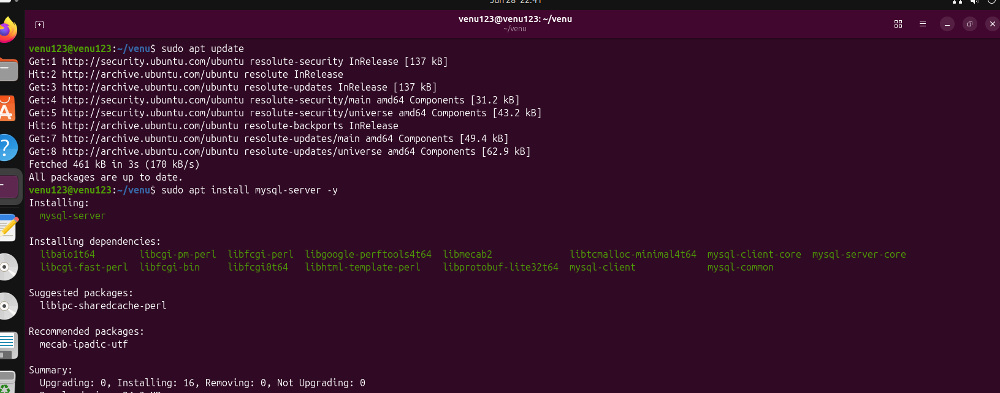 Jun 28 22:41
venu123@venu123: ~/venu
~/venu
venu123@venu123:~/venu$ sudo apt update
Get:1 http://security.ubuntu.com/ubuntu resolute-security InRelease [137 kB]
Hit:2 http://archive.ubuntu.com/ubuntu resolute InRelease
Get:3 http://archive.ubuntu.com/ubuntu resolute-updates InRelease [137 kB]
Get:4 http://security.ubuntu.com/ubuntu resolute-security/main amd64 Components [31.2 kB]
Get:5 http://security.ubuntu.com/ubuntu resolute-security/universe amd64 Components [43.2 kB]
Hit:6 http://archive.ubuntu.com/ubuntu resolute-backports InRelease
Get:7 http://archive.ubuntu.com/ubuntu resolute-updates/main amd64 Components [49.4 kB]
Get:8 http://archive.ubuntu.com/ubuntu resolute-updates/universe amd64 Components [62.9 kB]
Fetched 461 kB in 3s (170 kB/s)
All packages are up to date.
venu123@venu123:~/venu$ sudo apt install mysql-server -y
Installing:
  mysql-server

Installing dependencies:
  libaio1t64        libcgi-pm-perl  libfcgi-perl  libgoogle-perftools4t64  libmecab2              libtcmalloc-minimal4t64  mysql-client-core  mysql-server-core
  libcgi-fast-perl  libfcgi-bin     libfcgi0t64   libhtml-template-perl    libprotobuf-lite32t64  mysql-client             mysql-common

Suggested packages:
  libipc-sharedcache-perl

Recommended packages:
  mecab-ipadic-utf

Summary:
  Upgrading: 0, Installing: 16, Removing: 0, Not Upgrading: 0